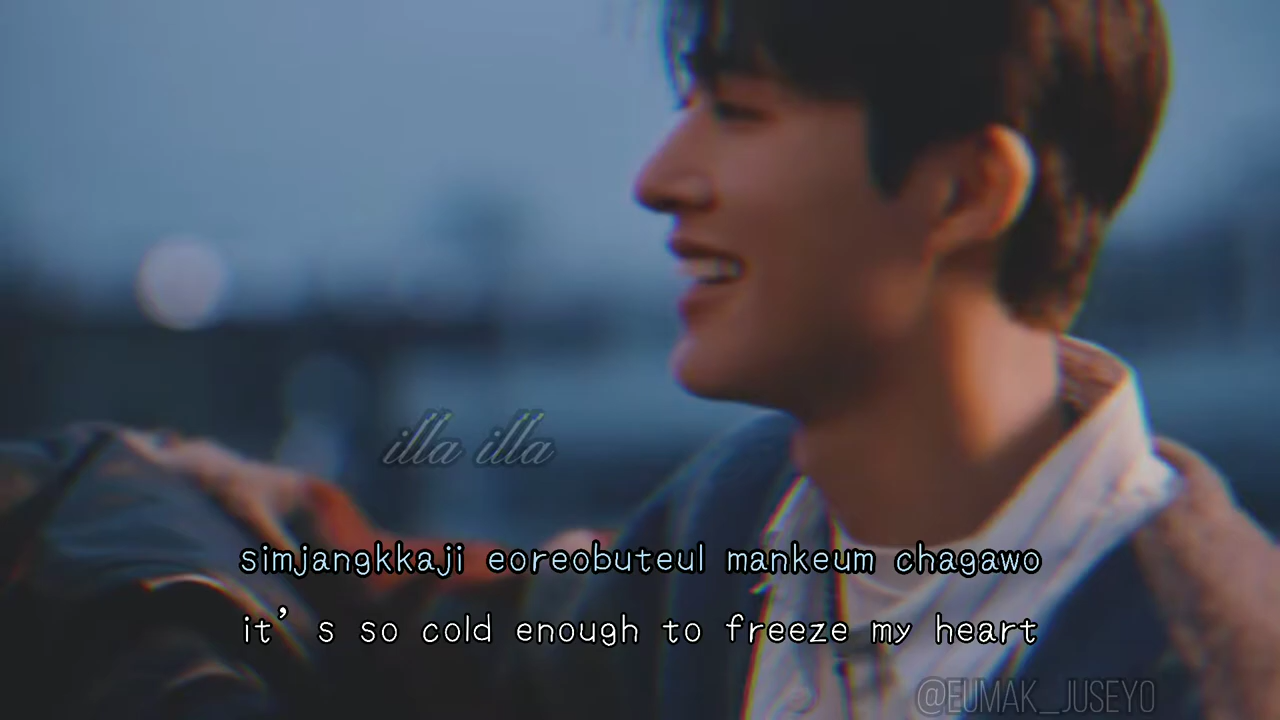 illa illa
simjangkkaji eoreobuteul mankeum chagawo
it's so cold enough to freeze my heart
@EUMAK_JUSEYO